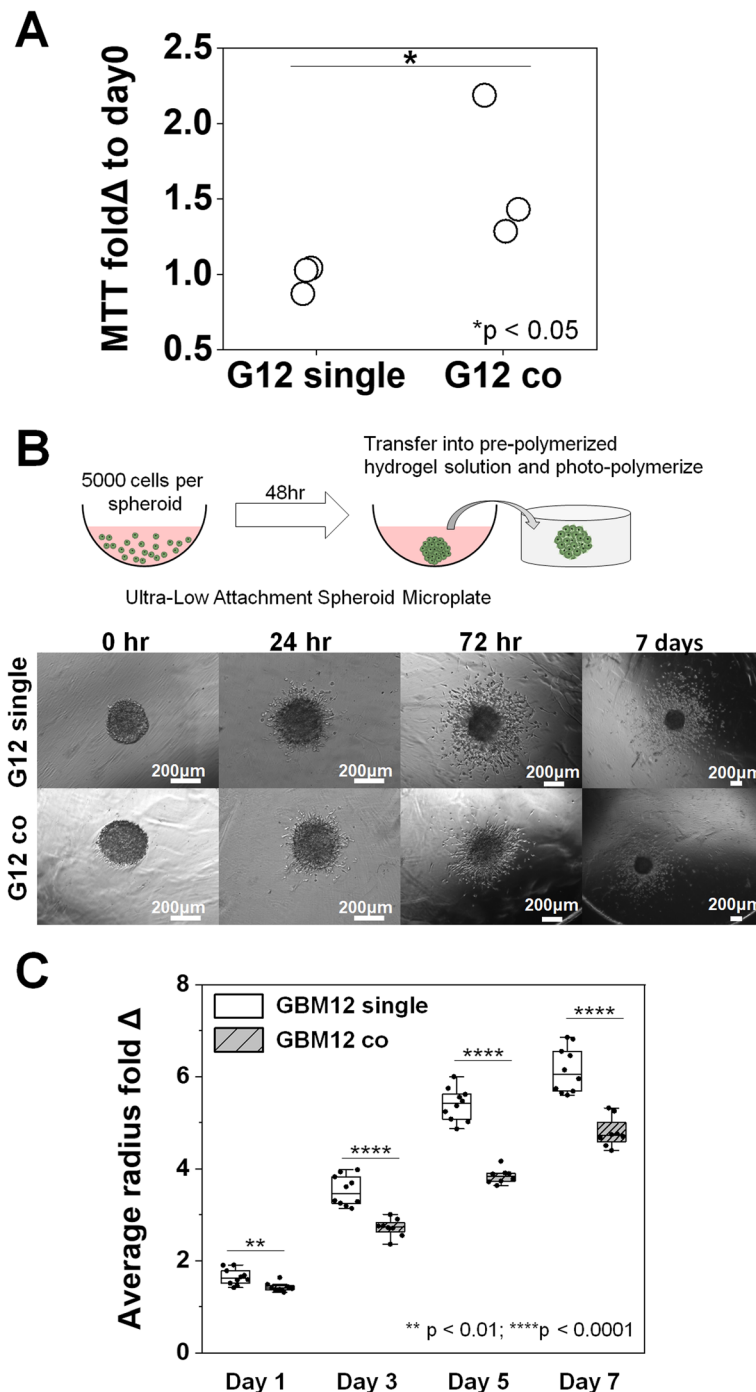 A
MTT foldΔ to day0
2.5
2.0
1.5
1.0
0.5
*
*p < 0.05
G12 single
G12 co
B
5000 cells per
spheroid
48hr
Transfer into pre-polymerized
hydrogel solution and photo-polymerize
Ultra-Low Attachment Spheroid Microplate
0 hr
24 hr
72 hr
7 days
G12 single
200μm
200μm
200μm
200μm
G12 co
200μm
200μm
200μm
200μm
C
Average radius fold Δ
8
6
4
2
0
GBM12 single
GBM12 co
**
****
****
****
** p < 0.01; ****p < 0.0001
Day 1
Day 3
Day 5
Day 7